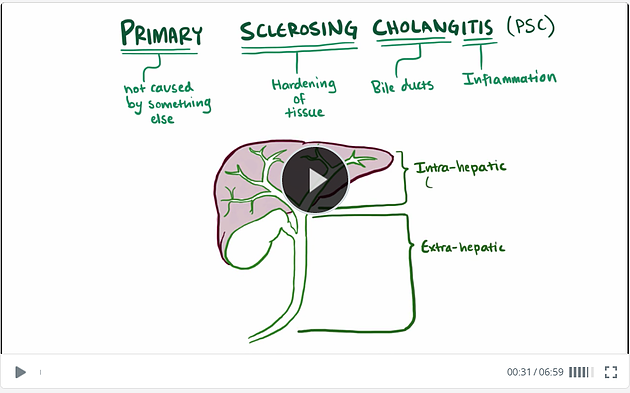 PRIMARY SCLEROSING CHOLANGITIS (PSC)
not caused
by something
else
Hardening
of
tissue
Bile ducts
Inflammation
Intra-hepatic
(
Extra-hepatic
00:31 / 06:59